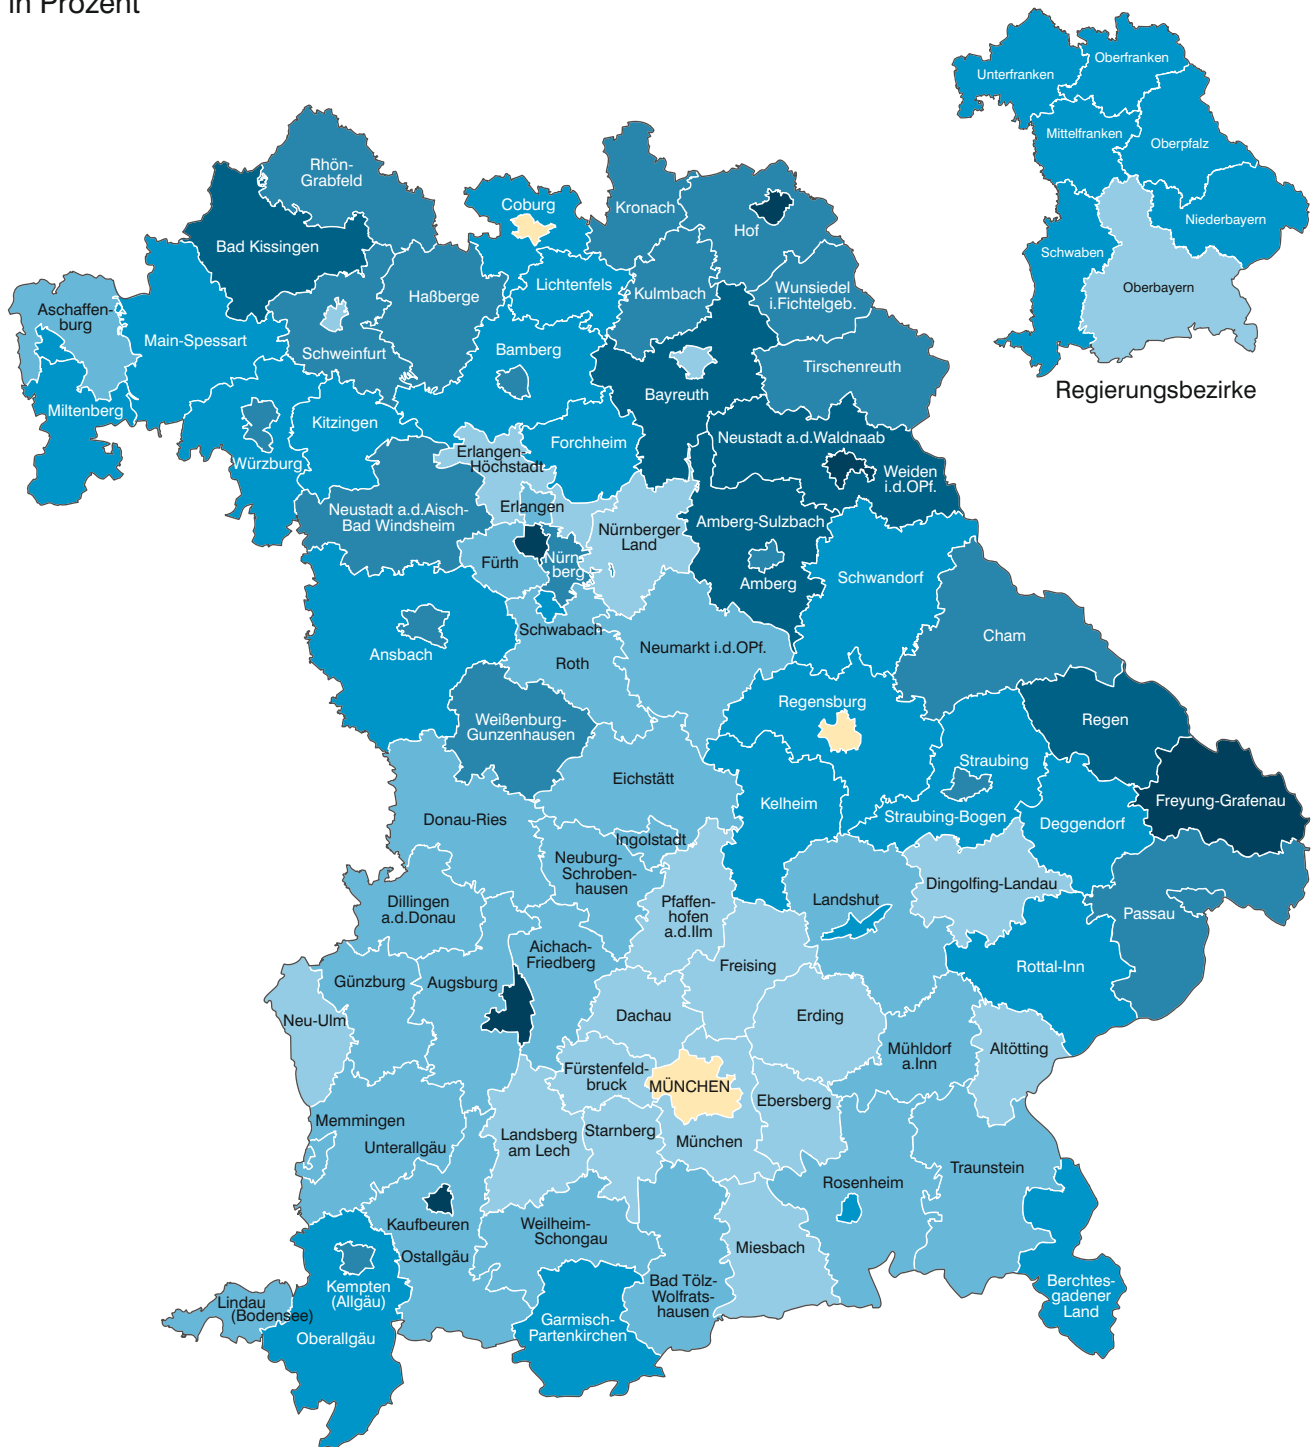 in Prozent
Unterfranken
Oberfranken
Mittelfranken
Oberpfalz
Niederbayern
Schwaben
Oberbayern
Regierungsbezirke
Rhön-
Grabfeld
Bad Kissingen
Coburg
Kronach
Hof
Aschaffen-
burg
Main-Spessart
Schweinfurt
Haßberge
Lichtenfels
Kulmbach
Wunsiedel
i.Fichtelgeb.
Miltenberg
Bamberg
Bayreuth
Tirschenreuth
Würzburg
Kitzingen
Forchheim
Erlangen-
Höchstadt
Neustadt a.d.Waldnaab
Weiden
i.d.OPf.
Neustadt a.d.Aisch-
Bad Windsheim
Erlangen
Nürnberger
Land
Amberg-Sulzbach
Amberg
Fürth
Nürn-
berg
Schwandorf
Ansbach
Schwabach
Roth
Neumarkt i.d.OPf.
Cham
Weißenburg-
Gunzenhausen
Regensburg
Regen
Eichstätt
Straubing
Freyung-Grafenau
Donau-Ries
Kelheim
Straubing-Bogen
Deggendorf
Ingolstadt
Neuburg-
Schroben-
hausen
Dingolfing-Landau
Dillingen
a.d.Donau
Pfaffen-
hofen
a.d.Ilm
Landshut
Passau
Aichach-
Friedberg
Freising
Rottal-Inn
Günzburg
Augsburg
Neu-Ulm
Dachau
Erding
Mühldorf
a.Inn
Altötting
Fürstenfeld-
bruck
MÜNCHEN
Ebersberg
Memmingen
Unterallgäu
Landsberg
am Lech
Starnberg
München
Traunstein
Rosenheim
Kaufbeuren
Ostallgäu
Weilheim-
Schongau
Miesbach
Kempten
(Allgäu)
Bad Tölz-
Wolfrats-
hausen
Berchtes-
gadener
Land
Lindau
(Bodensee)
Oberallgäu
Garmisch-
Partenkirchen